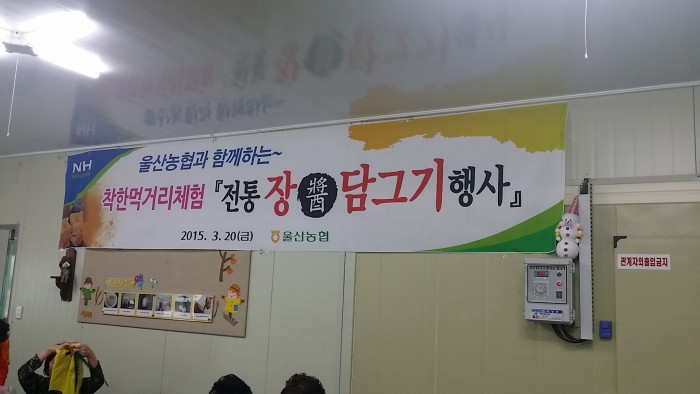 NH
울산농협과 함께하는~
착한먹거리체험 『전통 장 醬 담그기 행사』
2015. 3. 20(금) 울산농협
관계자외출입금지